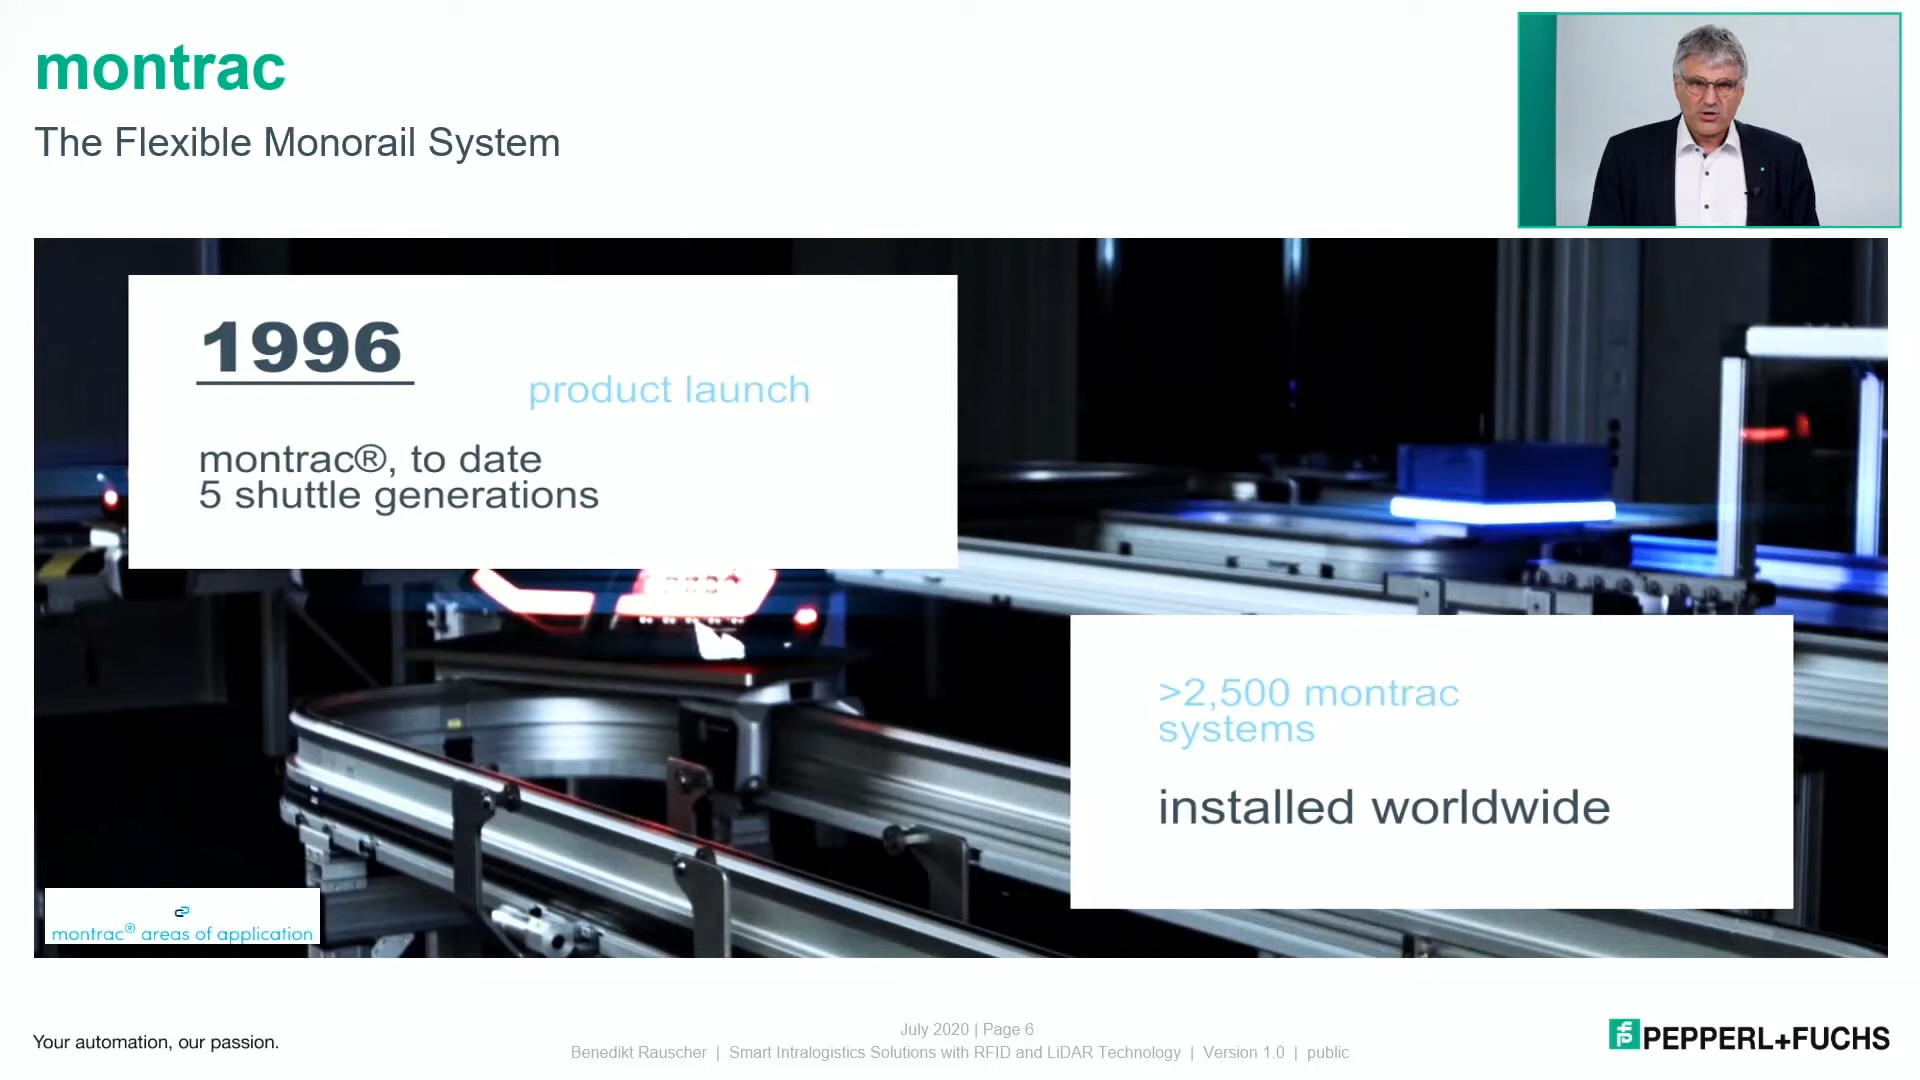 montrac
The Flexible Monorail System
1996
product launch
montrac®, to date
5 shuttle generations
>2,500 montrac
systems
installed worldwide
montrac® areas of application
Your automation, our passion.
July 2020 | Page 6
Benedikt Rauscher | Smart Intralogistics Solutions with RFID and LiDAR Technology | Version 1.0 | public
PEPPERL+FUCHS